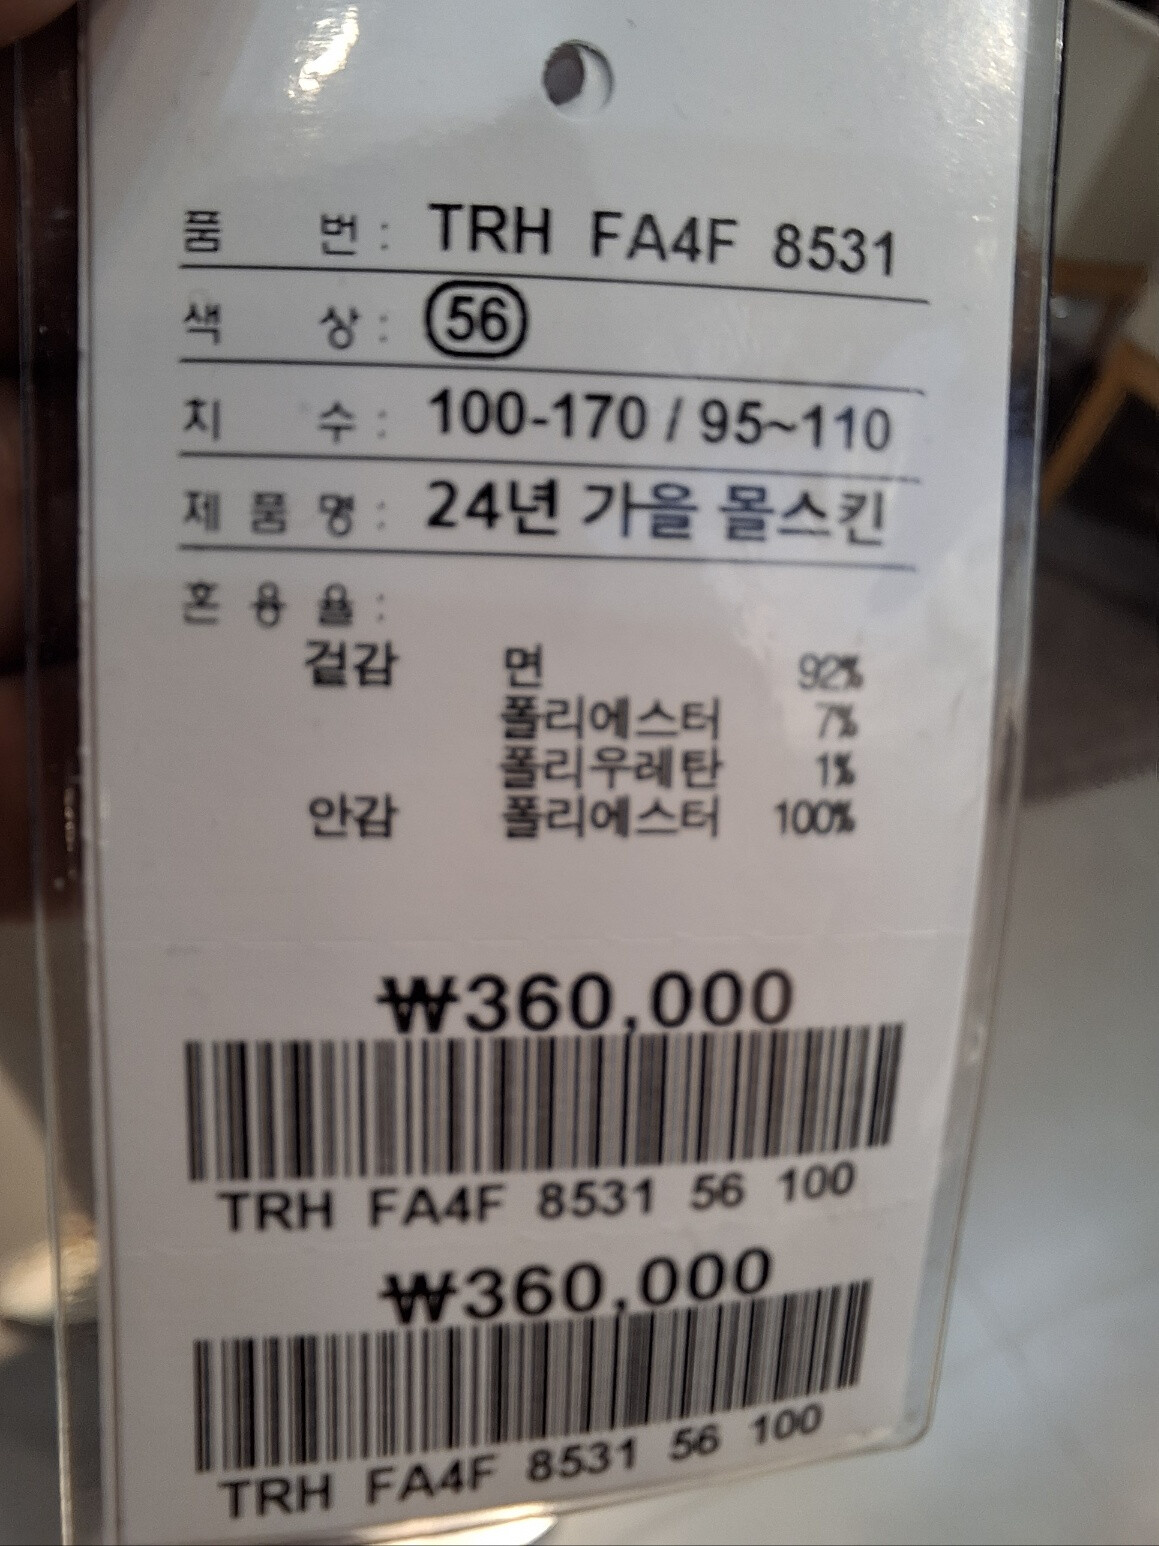 품 번 : TRH FA4F 8531
색 상 : 56
치 수 : 100-170 / 95~110
제 품 명 : 24년 가을 몰스킨
혼 용 율 :
겉감 면 92%
폴리에스터 7%
폴리우레탄 1%
안감 폴리에스터 100%
₩360,000
TRH FA4F 8531 56 100
₩360,000
TRH FA4F 8531 56 100